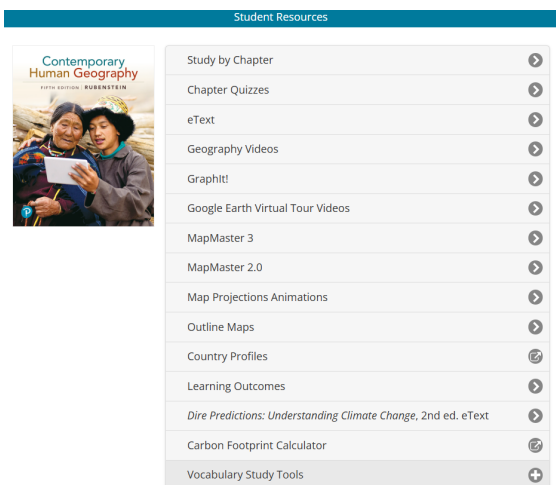 Student Resources
Contemporary
Human Geography
FIFTH EDITION | RUBENSTEIN
P
Study by Chapter
Chapter Quizzes
eText
Geography Videos
GraphIt!
Google Earth Virtual Tour Videos
MapMaster 3
MapMaster 2.0
Map Projections Animations
Outline Maps
Country Profiles
Learning Outcomes
Dire Predictions: Understanding Climate Change, 2nd ed. eText
Carbon Footprint Calculator
Vocabulary Study Tools